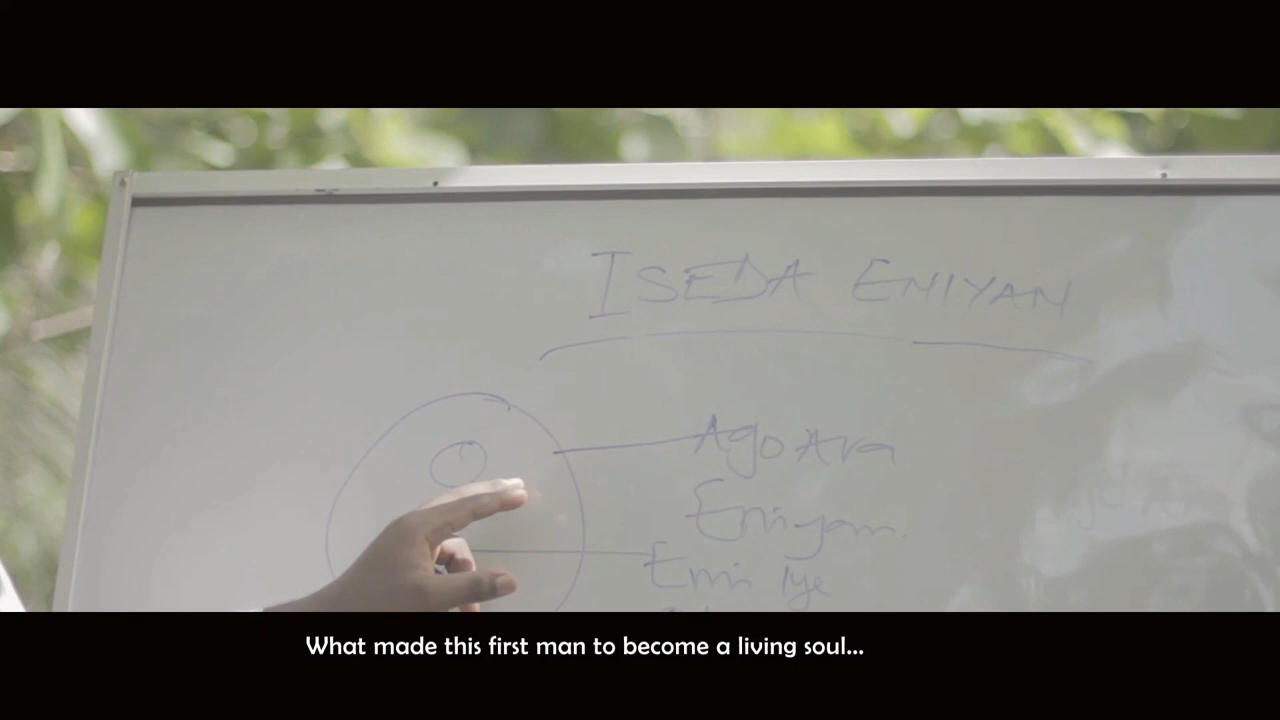 ISEDA ENIYAN
Ago Ara
Eniyan.
Emi Iye
What made this first man to become a living soul...